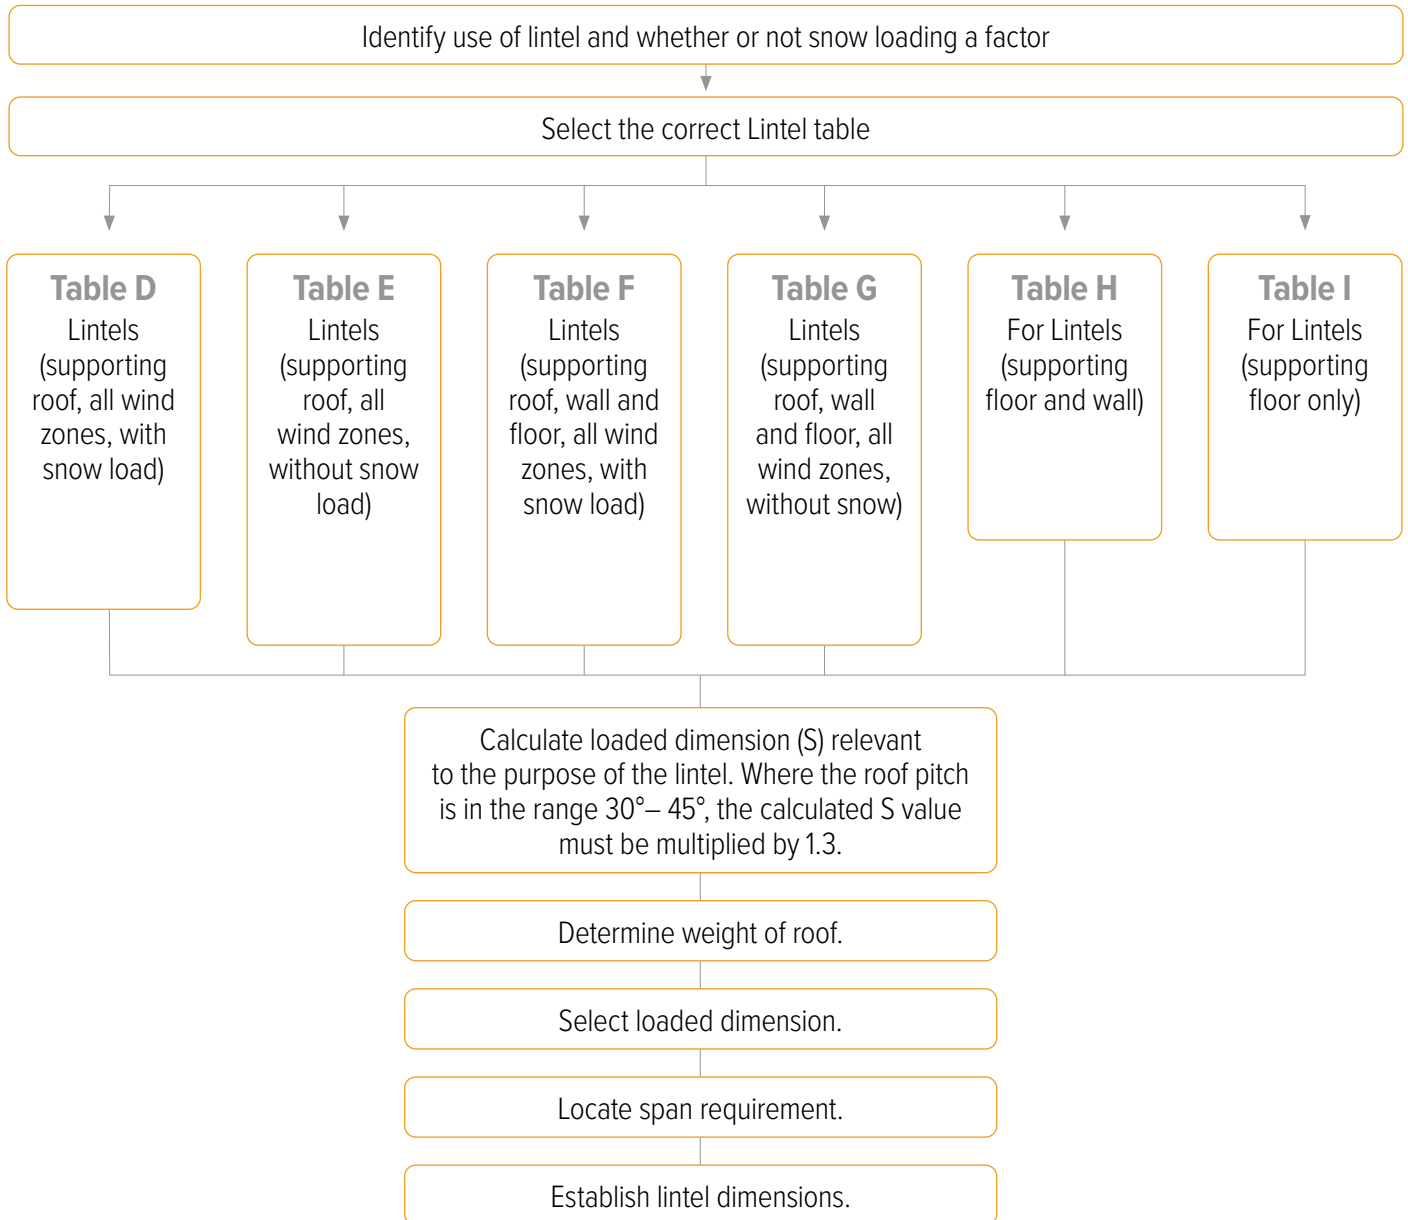 Identify use of lintel and whether or not snow loading a factor
Select the correct Lintel table
Table D
Lintels
(supporting
roof, all wind
zones, with
snow load)
Table E
Lintels
(supporting
roof, all
wind zones,
without snow
load)
Table F
Lintels
(supporting
roof, wall and
floor, all wind
zones, with
snow load)
Table G
Lintels
(supporting
roof, wall
and floor, all
wind zones,
without snow)
Table H
For Lintels
(supporting
floor and wall)
Table I
For Lintels
(supporting
floor only)
Calculate loaded dimension (S) relevant
to the purpose of the lintel. Where the roof pitch
is in the range 30°– 45°, the calculated S value
must be multiplied by 1.3.
Determine weight of roof.
Select loaded dimension.
Locate span requirement.
Establish lintel dimensions.